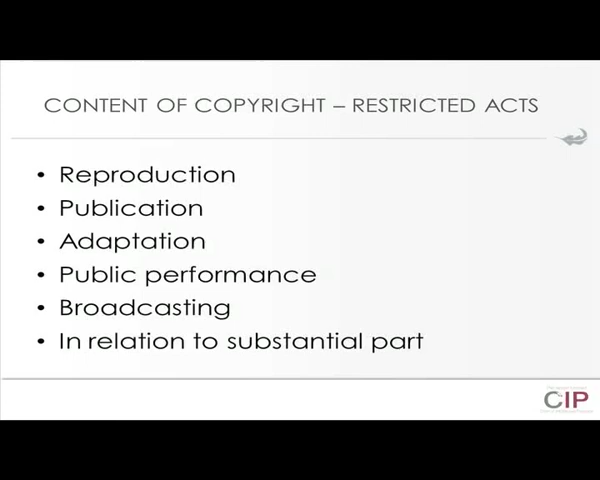 CONTENT OF COPYRIGHT – RESTRICTED ACTS
• Reproduction
• Publication
• Adaptation
• Public performance
• Broadcasting
• In relation to substantial part
CIP